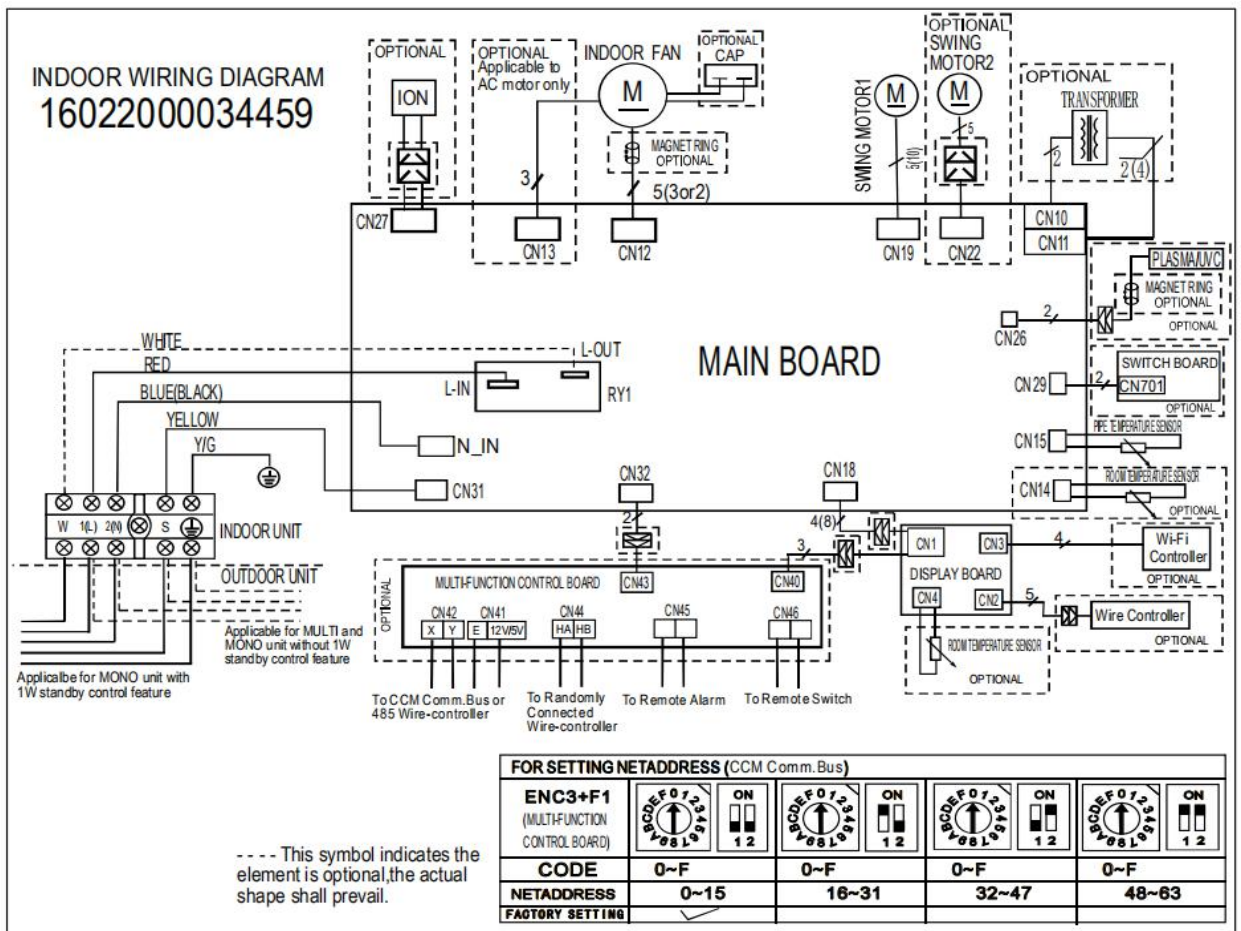 INDOOR WIRING DIAGRAM
16022000034459
OPTIONAL
ION
CN27
OPTIONAL
Applicable to
AC motor only
3
CN13
INDOOR FAN
M
OPTIONAL
CAP
MAGNET RING
OPTIONAL
5(3or2)
CN12
SWING MOTOR1
M
5(10)
CN19
OPTIONAL
SWING
MOTOR2
M
5
CN22
OPTIONAL
TRANSFORMER
2
2(4)
CN10
CN11
PLASMA/UVC
MAGNET RING
OPTIONAL
OPTIONAL
2
CN26
MAIN BOARD
SWITCH BOARD
CN29
2
CN701
OPTIONAL
PIPE TEMPERATURE SENSOR
CN15
ROOM TEMPERATURE SENSOR
CN14
OPTIONAL
WHITE
RED
BLUE(BLACK)
YELLOW
Y/G
L-OUT
L-IN
RY1
N_IN
CN31
CN32
CN18
W 1(L) 2(N) S
INDOOR UNIT
OUTDOOR UNIT
Applicable for MULTI and
MONO unit without 1W
standby control feature
Applicalbe for MONO unit with
1W standby control feature
2
4(8)
3
OPTIONAL
MULTI-FUNCTION CONTROL BOARD
CN43
CN40
CN42 CN41 CN44 CN45 CN46
X Y E 12V/5V HA HB
To CCM Comm.Bus or
485 Wire-controller
To Randomly
Connected
Wire-controller
To Remote Alarm
To Remote Switch
CN1
CN3
DISPLAY BOARD
CN4
CN2
4
Wi-Fi
Controller
OPTIONAL
5
Wire Controller
OPTIONAL
ROOM TEMPERATURE SENSOR
OPTIONAL
- - - - This symbol indicates the
element is optional,the actual
shape shall prevail.
FOR SETTING NETADDRESS (CCM Comm.Bus)
ENC3+F1
(MULTI-FUNCTION
CONTROL BOARD)
0123456789ABCDEF ON 1 2
0123456789ABCDEF ON 1 2
0123456789ABCDEF ON 1 2
0123456789ABCDEF ON 1 2
CODE 0~F 0~F 0~F 0~F
NETADDRESS 0~15 16~31 32~47 48~63
FACTORY SETTING